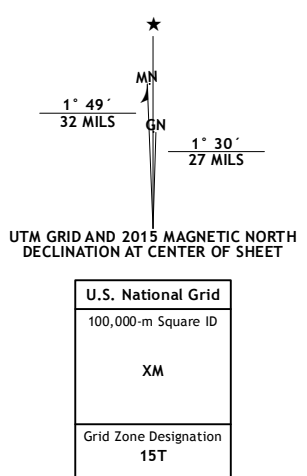 ★
MN
1° 49´
32 MILS
GN
1° 30´
27 MILS
UTM GRID AND 2015 MAGNETIC NORTH
DECLINATION AT CENTER OF SHEET
U.S. National Grid
100,000-m Square ID
XM
Grid Zone Designation
15T